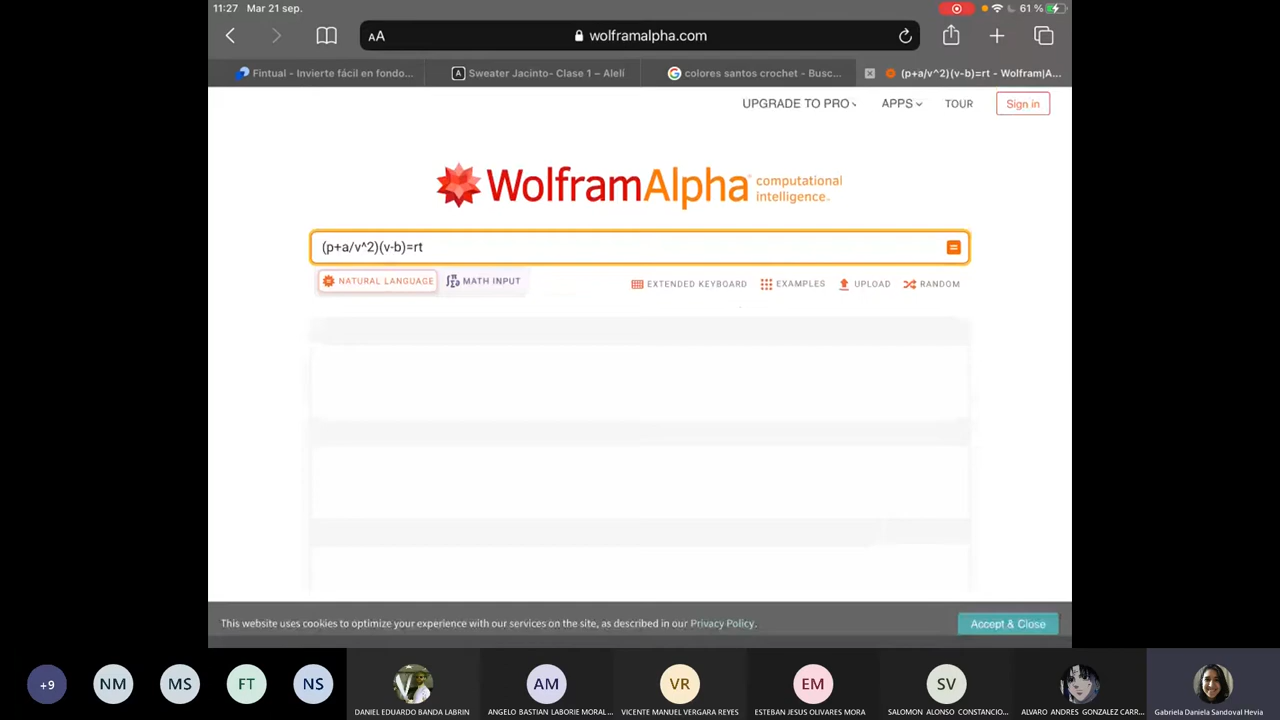 11:27 Mar 21 sep. 61 %
AA wolframalpha.com
Fintual - Invierte fácil en fondo... A Sweater Jacinto- Clase 1 – Alelí colores santos crochet - Busc... (p+a/v^2)(v-b)=rt - Wolfram|A...
UPGRADE TO PRO APPS TOUR Sign in
WolframAlpha computational
intelligence.
(p+a/v^2)(v-b)=rt
NATURAL LANGUAGE MATH INPUT EXTENDED KEYBOARD EXAMPLES UPLOAD RANDOM
This website uses cookies to optimize your experience with our services on the site, as described in our Privacy Policy. Accept & Close
+9 NM MS FT NS AM VR EM SV
DANIEL EDUARDO BANDA LABRIN ANGELO BASTIAN LABORIE MORAL ... VICENTE MANUEL VERGARA REYES ESTEBAN JESUS OLIVARES MORA SALOMON ALONSO CONSTANCIO... ALVARO ANDRES GONZALEZ CARR... Gabriela Daniela Sandoval Hevia